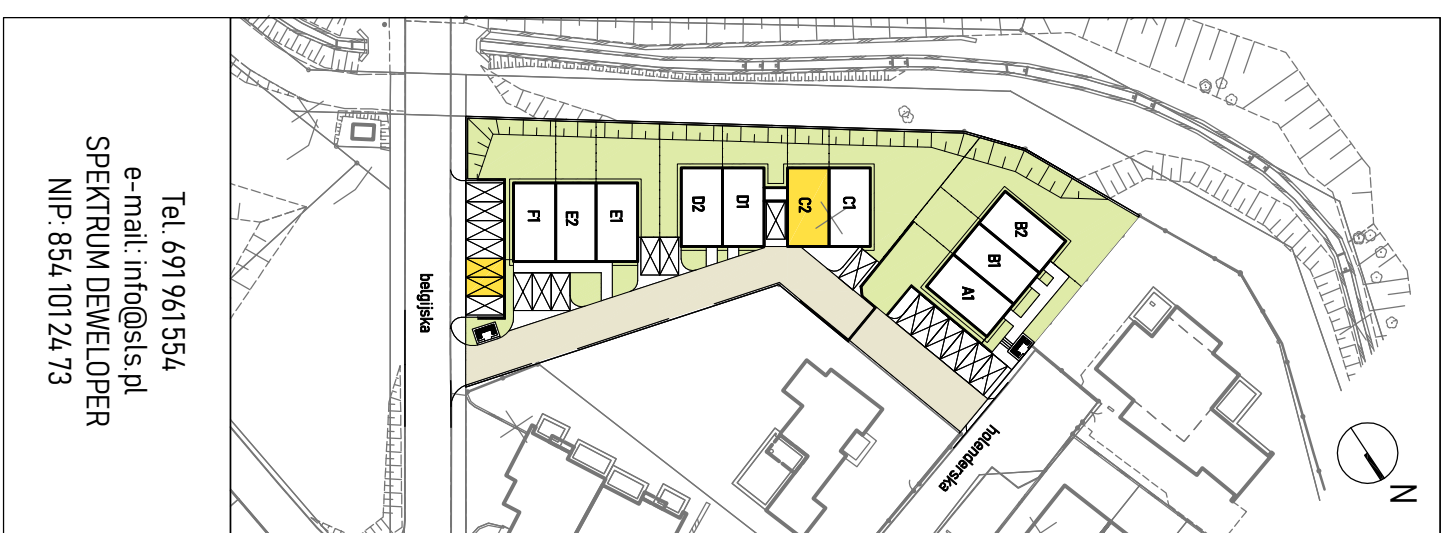 Tel. 691 961 554
e-mail: info@sls.pl
SPEKTRUM DEWELOPER
NIP: 854 101 24 73
belgijska
holenderska
F1
E2
E1
D2
D1
C2
C1
B2
B1
A1
N